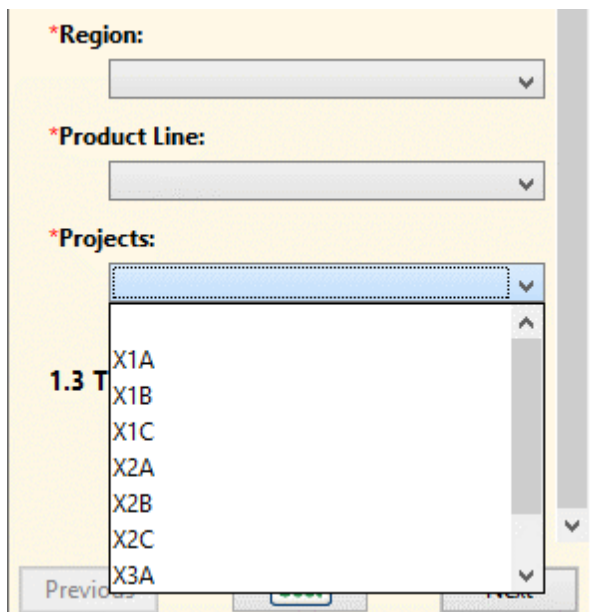 *Region:
*Product Line:
*Projects:
X1A
1.3 T
X1B
X1C
X2A
X2B
X2C
X3A